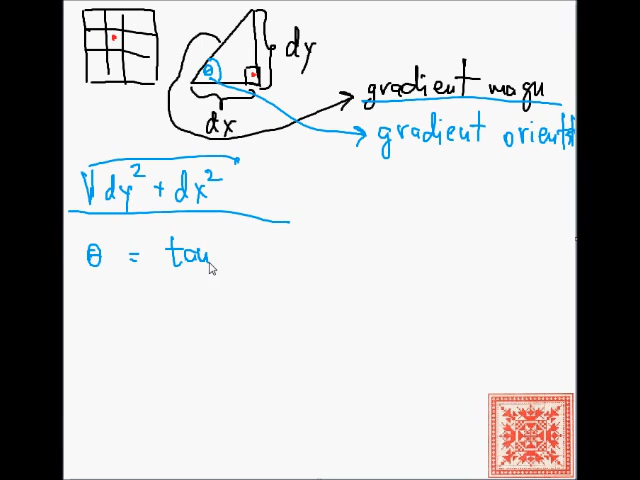 dy
θ
dx
gradient magn
gradient orient
√dy² + dx²
θ = tan